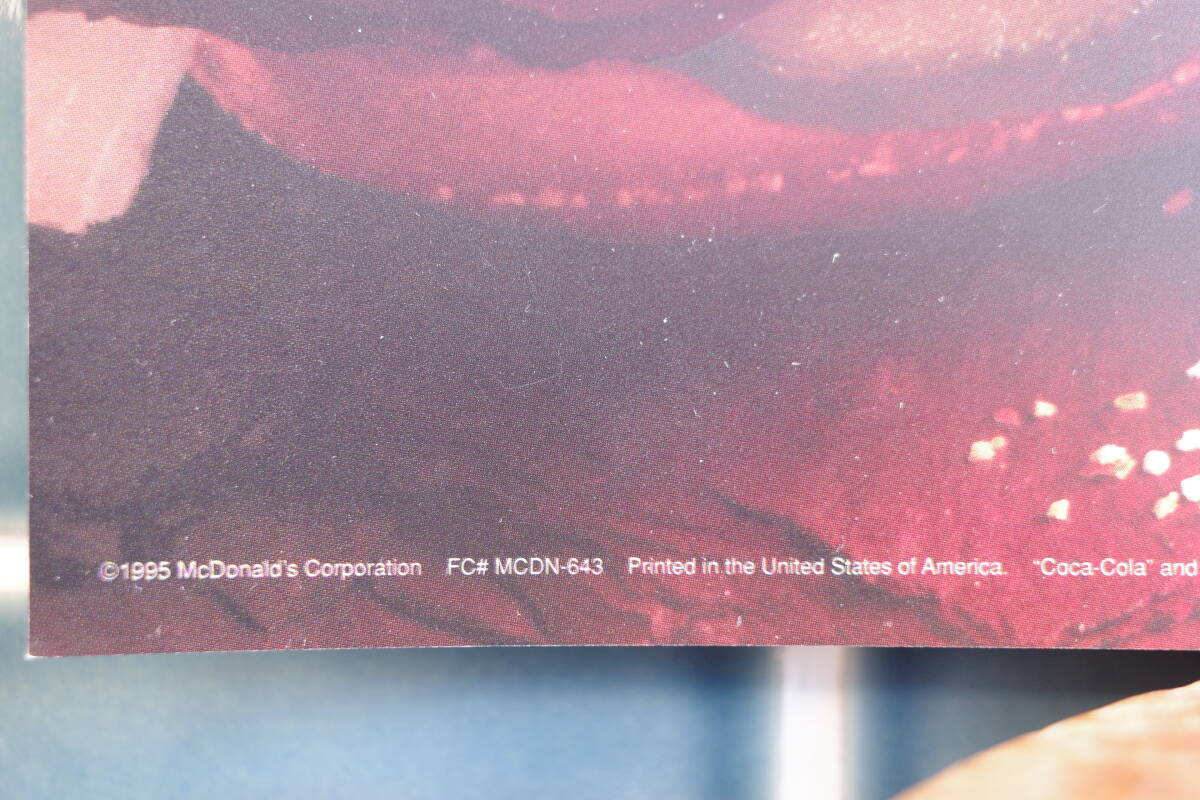 ©1995 McDonald's Corporation FC# MCDN-643 Printed in the United States of America. "Coca-Cola" and